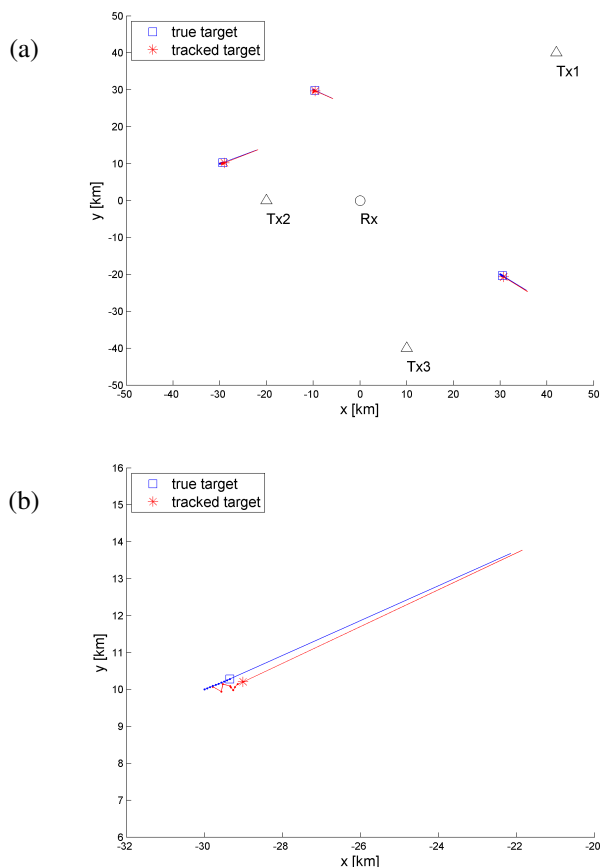 (a)
true target
tracked target
50
40
30
20
10
0
-10
-20
-30
-40
-50
y [km]
Tx1
Tx2
Rx
Tx3
-50 -40 -30 -20 -10 0 10 20 30 40 50
x [km]
(b)
true target
tracked target
16
15
14
13
12
11
10
9
8
7
6
y [km]
-32 -30 -28 -26 -24 -22 -20
x [km]